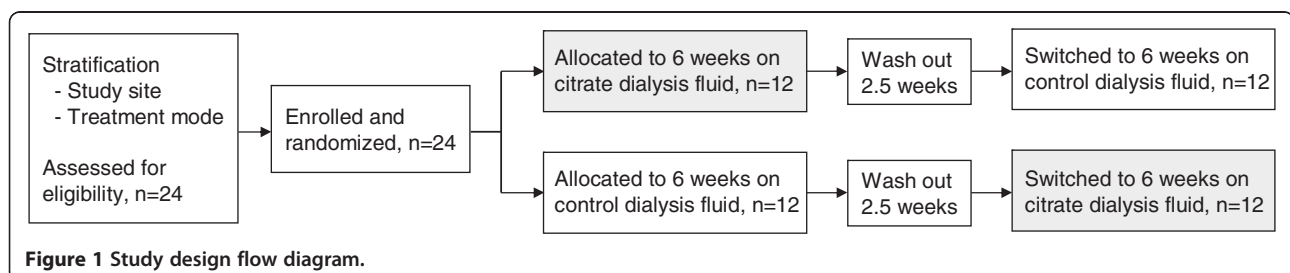 Stratification
- Study site
- Treatment mode
Assessed for
eligibility, n=24
Enrolled and
randomized, n=24
Allocated to 6 weeks on
citrate dialysis fluid, n=12
Wash out
2.5 weeks
Switched to 6 weeks on
control dialysis fluid, n=12
Allocated to 6 weeks on
control dialysis fluid, n=12
Wash out
2.5 weeks
Switched to 6 weeks on
citrate dialysis fluid, n=12
Figure 1 Study design flow diagram.